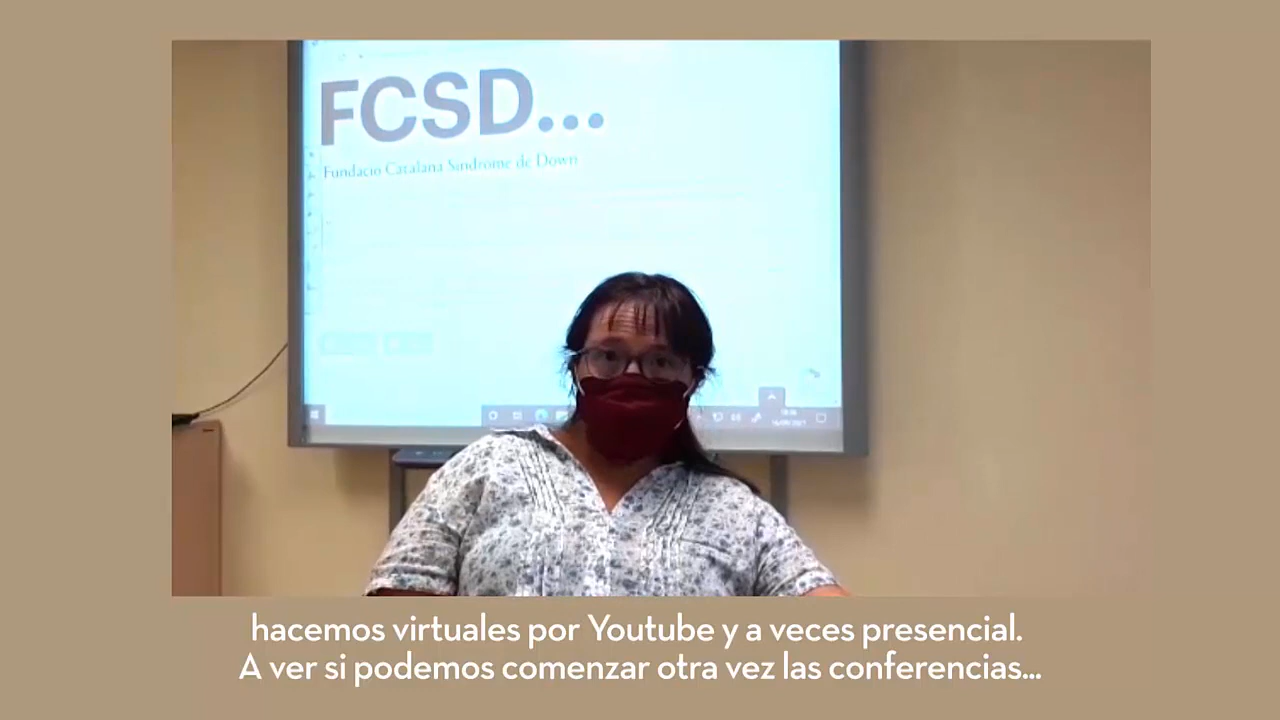 FCSD...
Fundació Catalana Síndrome de Down
hacemos virtuales por Youtube y a veces presencial.
A ver si podemos comenzar otra vez las conferencias...